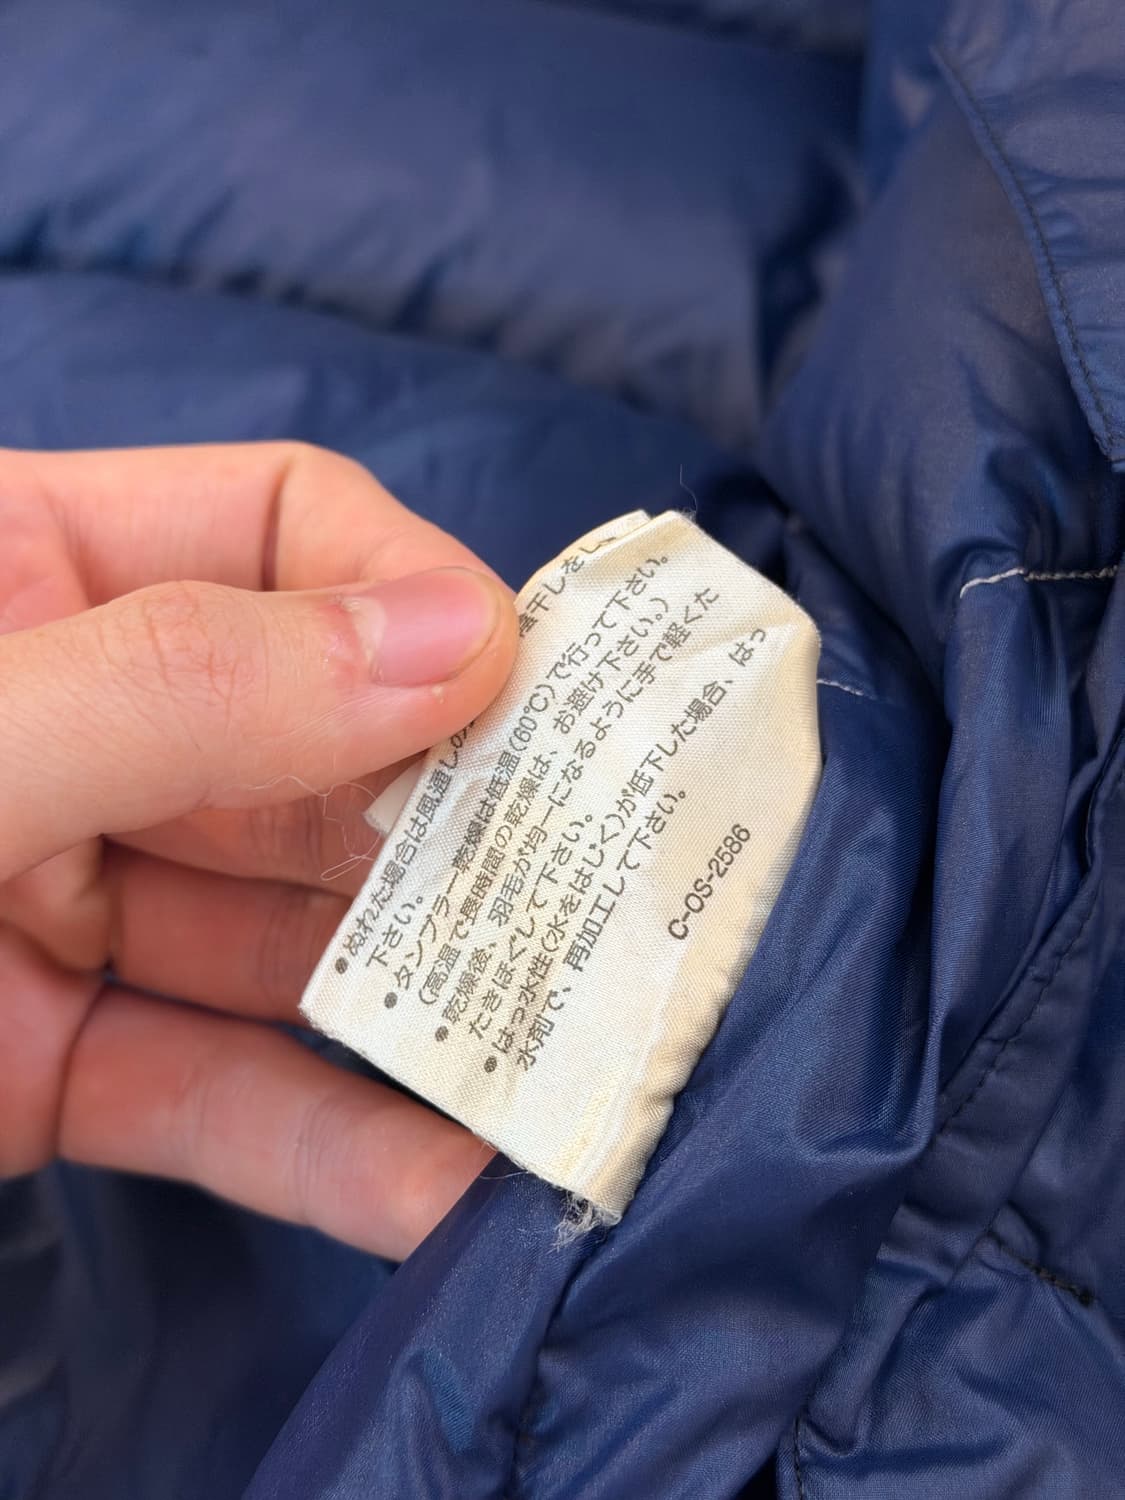 ●ぬれた場合は風通しの 陰干しをし
下さい。
●タンブラー乾燥は低温(60℃)で行って下さい。
(高温で長時間の乾燥は、お避け下さい。)
●乾燥後、羽毛が均一になるように手で軽くた
たきほぐして下さい。
●はっ水性(水をはじく)が低下した場合、はっ
水剤で、再加工して下さい。
C-OS-2586